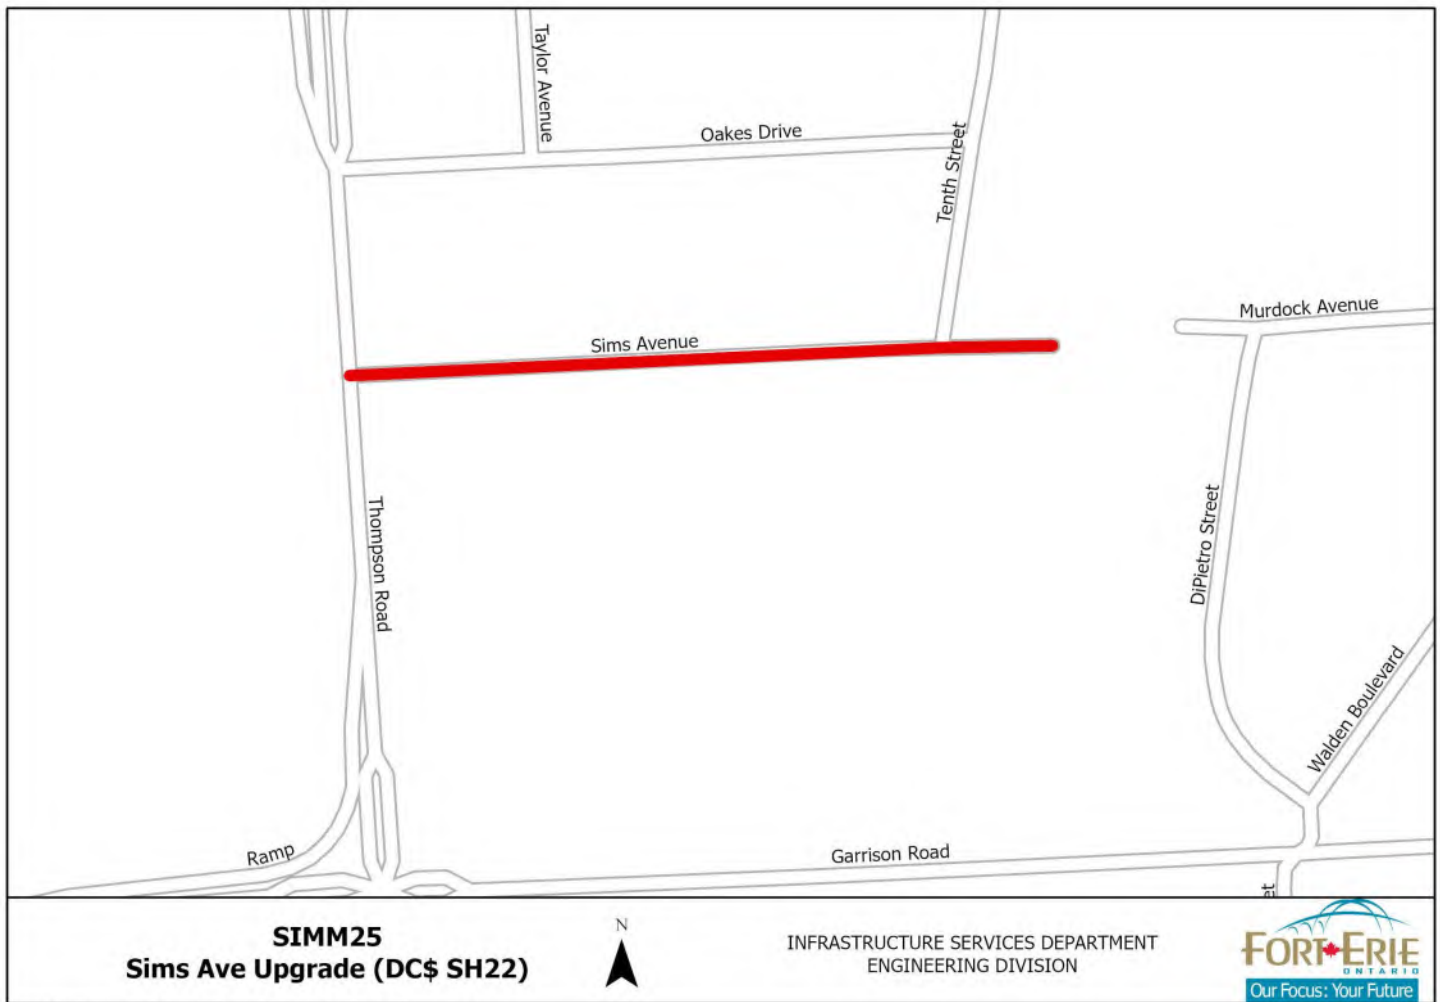 Taylor Avenue
Oakes Drive
Tenth Street
Murdock Avenue
Sims Avenue
Thompson Road
DiPietro Street
Walden Boulevard
Ramp
Garrison Road
at
SIMM25
Sims Ave Upgrade (DC$ SH22)
N
INFRASTRUCTURE SERVICES DEPARTMENT
ENGINEERING DIVISION
FORT ERIE
ONTARIO
Our Focus: Your Future